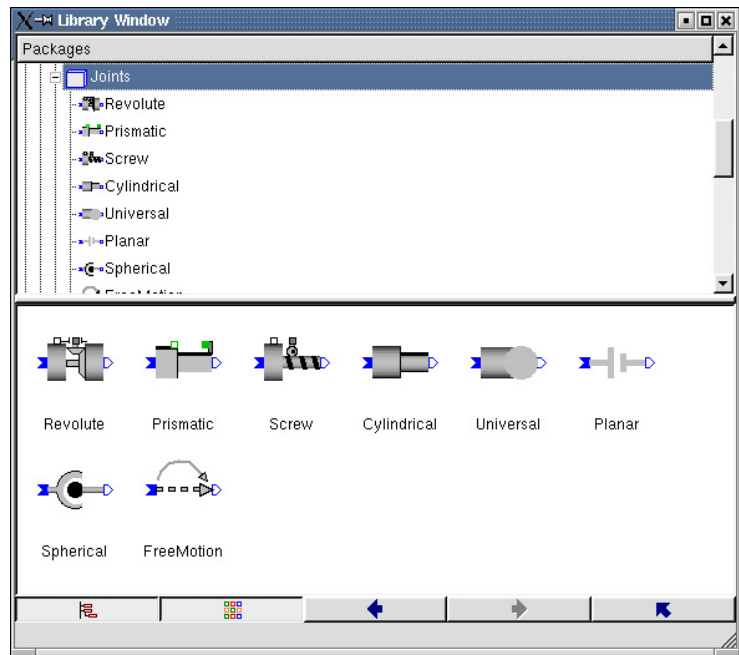 Library Window
Packages
Joints
Revolute
Prismatic
Screw
Cylindrical
Universal
Planar
Spherical
Revolute Prismatic Screw Cylindrical Universal Planar
Spherical FreeMotion